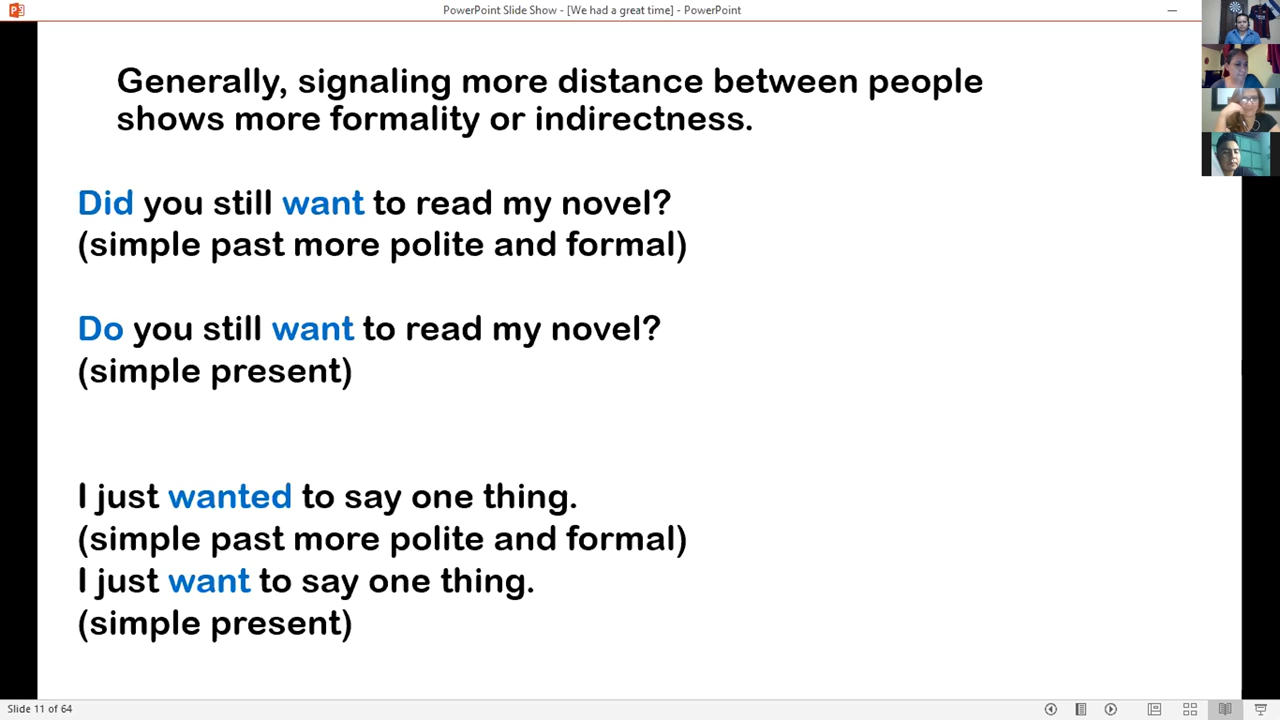 PowerPoint Slide Show - [We had a great time] - PowerPoint
Generally, signaling more distance between people
shows more formality or indirectness.
Did you still want to read my novel?
(simple past more polite and formal)
Do you still want to read my novel?
(simple present)
I just wanted to say one thing.
(simple past more polite and formal)
I just want to say one thing.
(simple present)
Slide 11 of 64